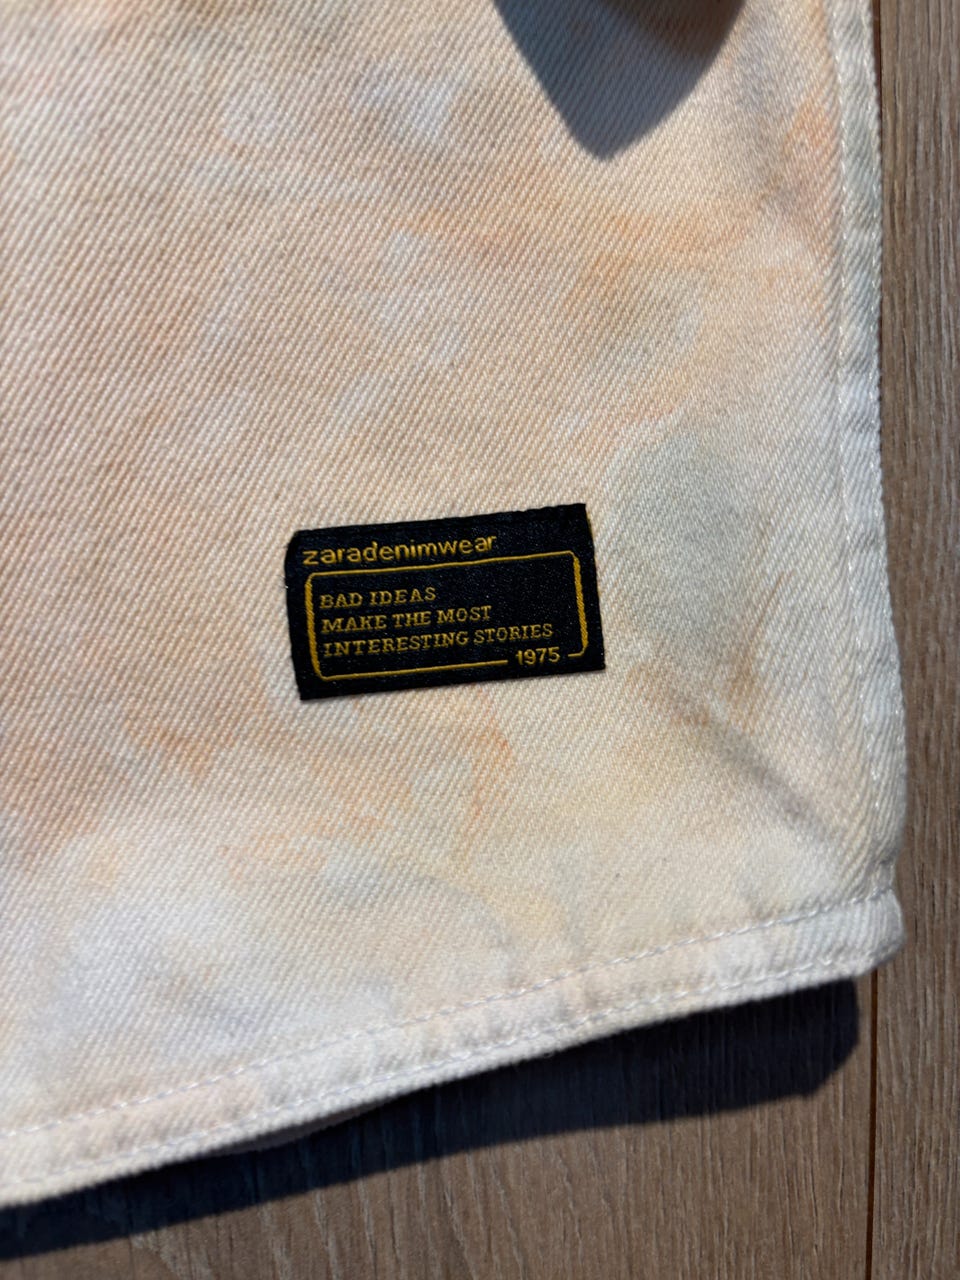 zaradenimwear
BAD IDEAS
MAKE THE MOST
INTERESTING STORIES
1975